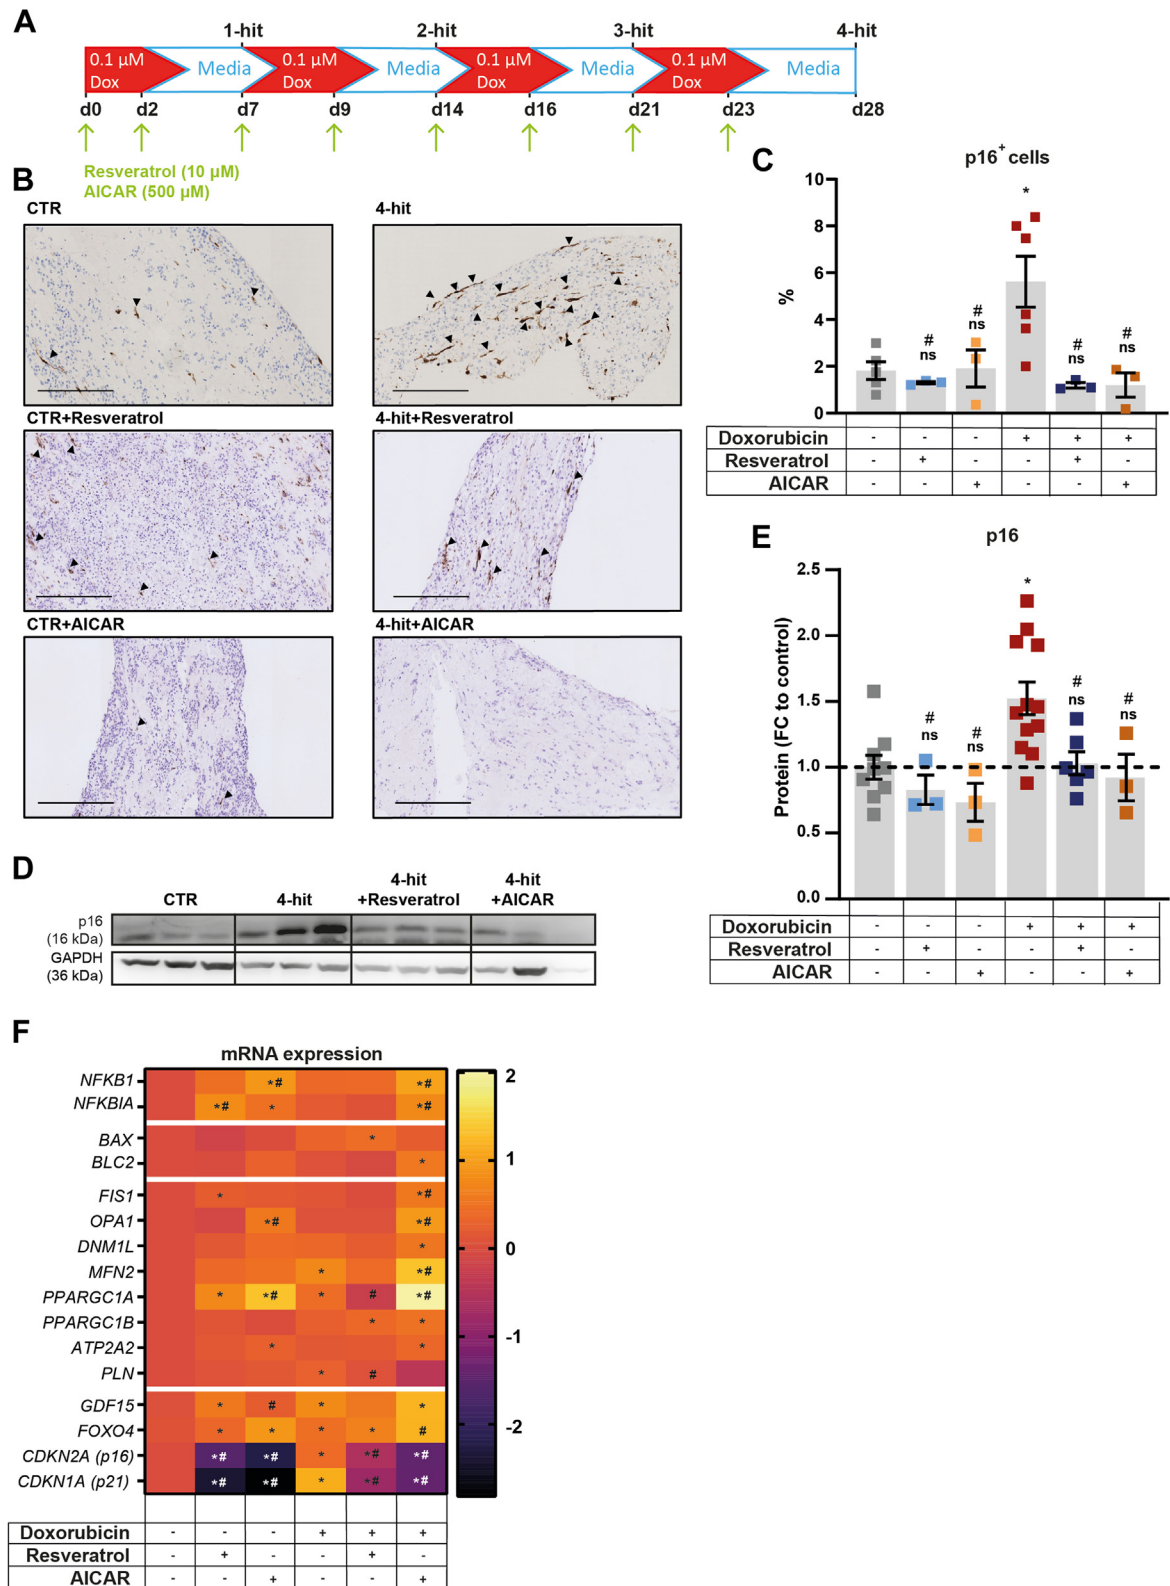 A
1-hit 2-hit 3-hit 4-hit
0.1 µM Dox Media 0.1 µM Dox Media 0.1 µM Dox Media 0.1 µM Dox Media
d0 d2 d7 d9 d14 d16 d21 d23 d28
Resveratrol (10 µM)
AICAR (500 µM)
B
CTR 4-hit
CTR+Resveratrol 4-hit+Resveratrol
CTR+AICAR 4-hit+AICAR
C
p16+ cells
%
10
8
6
4
2
0
# ns # ns * # ns # ns
Doxorubicin - - - + + +
Resveratrol - + - - + -
AICAR - - + - - +
D
CTR 4-hit 4-hit +Resveratrol 4-hit +AICAR
p16
(16 kDa)
GAPDH
(36 kDa)
E
p16
Protein (FC to control)
2.5
2.0
1.5
1.0
0.5
0.0
# ns # ns * # ns # ns
Doxorubicin - - - + + +
Resveratrol - + - - + -
AICAR - - + - - +
F
mRNA expression
NFKB1 *# *#
NFKBIA *# * *#
BAX *
BLC2 *
FIS1 * *#
OPA1 *# *#
DNM1L *
MFN2 * *#
PPARGC1A * *# * # *#
PPARGC1B * *
ATP2A2 * *
PLN * #
GDF15 * # * *
FOXO4 * * * * #
CDKN2A (p16) *# *# * *# *#
CDKN1A (p21) *# *# * *# *#
2
1
0
-1
-2
Doxorubicin - - - + + +
Resveratrol - + - - + -
AICAR - - + - - +